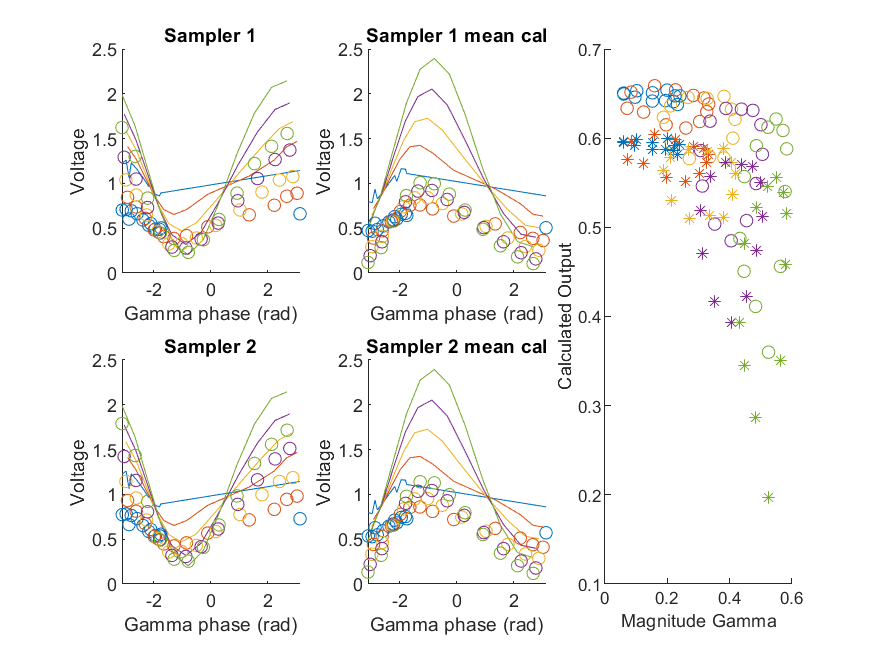 Sampler 1
2.5
2
1.5
1
0.5
0
Voltage
-2 0 2
Gamma phase (rad)
Sampler 1 mean cal
2.5
2
1.5
1
0.5
0
Voltage
-2 0 2
Gamma phase (rad)
Sampler 2
2.5
2
1.5
1
0.5
0
Voltage
-2 0 2
Gamma phase (rad)
Sampler 2 mean cal
2.5
2
1.5
1
0.5
0
Voltage
-2 0 2
Gamma phase (rad)
0.7
0.6
0.5
0.4
0.3
0.2
0.1
Calculated Output
0 0.2 0.4 0.6
Magnitude Gamma